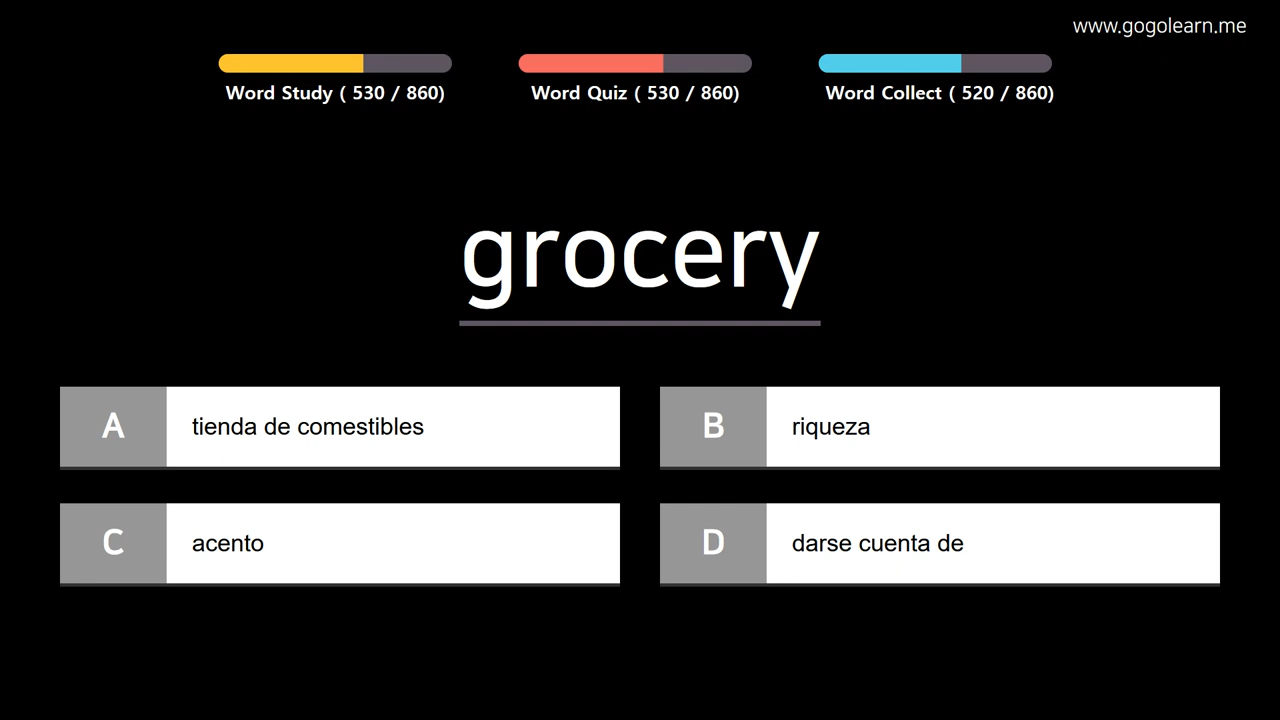 www.gogolearn.me
Word Study ( 530 / 860)
Word Quiz ( 530 / 860)
Word Collect ( 520 / 860)
grocery
A tienda de comestibles
B riqueza
C acento
D darse cuenta de